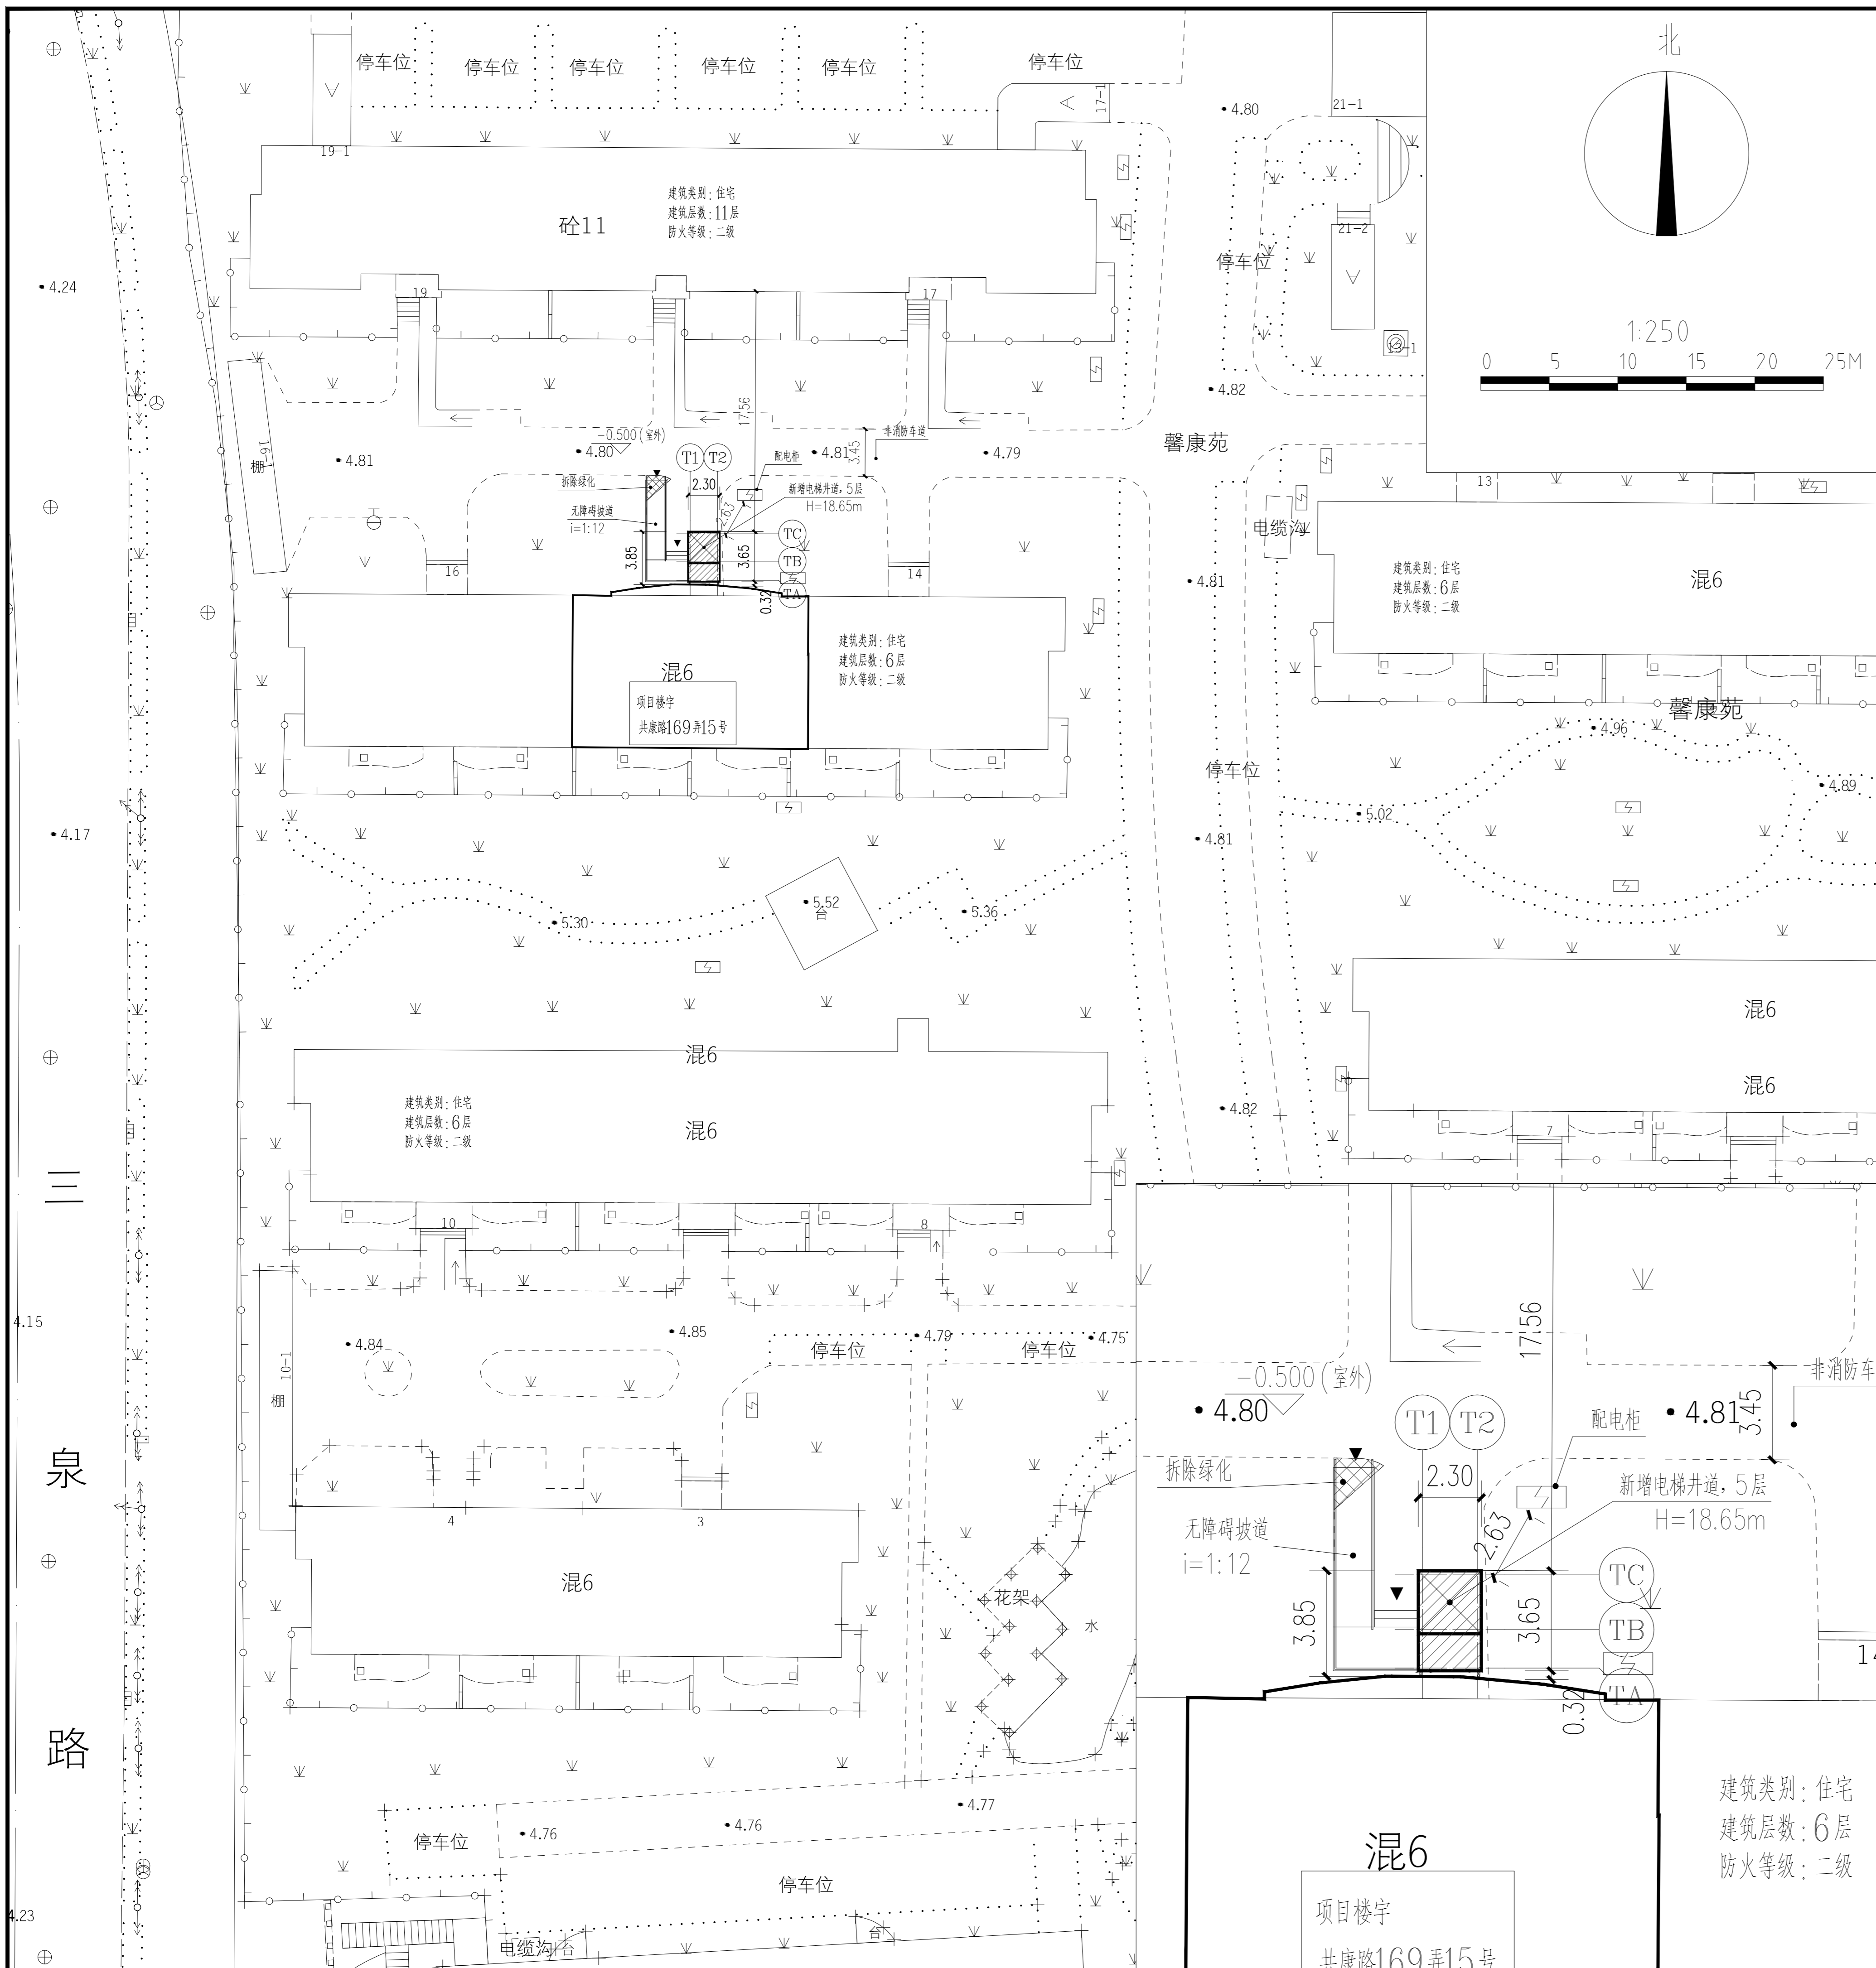 停车位
停车位
停车位
停车位
停车位
停车位
北
17-1
4.80
21-1
19-1
建筑类别：住宅
建筑层数：11层
防火等级：二级
砼11
21-2
停车位
4.24
19
17
1:250
0 5 10 15 20 25M
13-1
4.82
17.56
-0.500(室外)
非消防车道
馨康苑
19-1
棚
4.81
4.80
T1
T2
配电柜
4.81
3.45
4.79
拆除绿化
2.30
新增电梯井道，5层
H=18.65m
13
无障碍坡道
i=1:12
2.63
TC
电缆沟
3.85
3.65
TB
16
14
4.81
建筑类别：住宅
建筑层数：6层
防火等级：二级
混6
0.32
TA
建筑类别：住宅
建筑层数：6层
防火等级：二级
混6
项目楼宇
共康路169弄15号
馨康苑
4.96
停车位
4.89
5.02
4.17
4.81
5.52
台
5.30
5.36
混6
混6
混6
建筑类别：住宅
建筑层数：6层
防火等级：二级
混6
4.82
7
三
10
8
4.15
4.84
4.85
4.79
4.75
停车位
停车位
10-1
棚
17.56
-0.500(室外)
非消防车
4.80
T1
T2
配电柜
4.81
3.45
泉
拆除绿化
2.30
新增电梯井道，5层
H=18.65m
4
3
无障碍坡道
i=1:12
2.63
混6
花架
水
TC
3.85
3.65
TB
14
0.32
TA
路
4.77
4.76
4.76
停车位
停车位
建筑类别：住宅
建筑层数：6层
防火等级：二级
混6
项目楼宇
共康路169弄15号
4.23
电缆沟
台
台